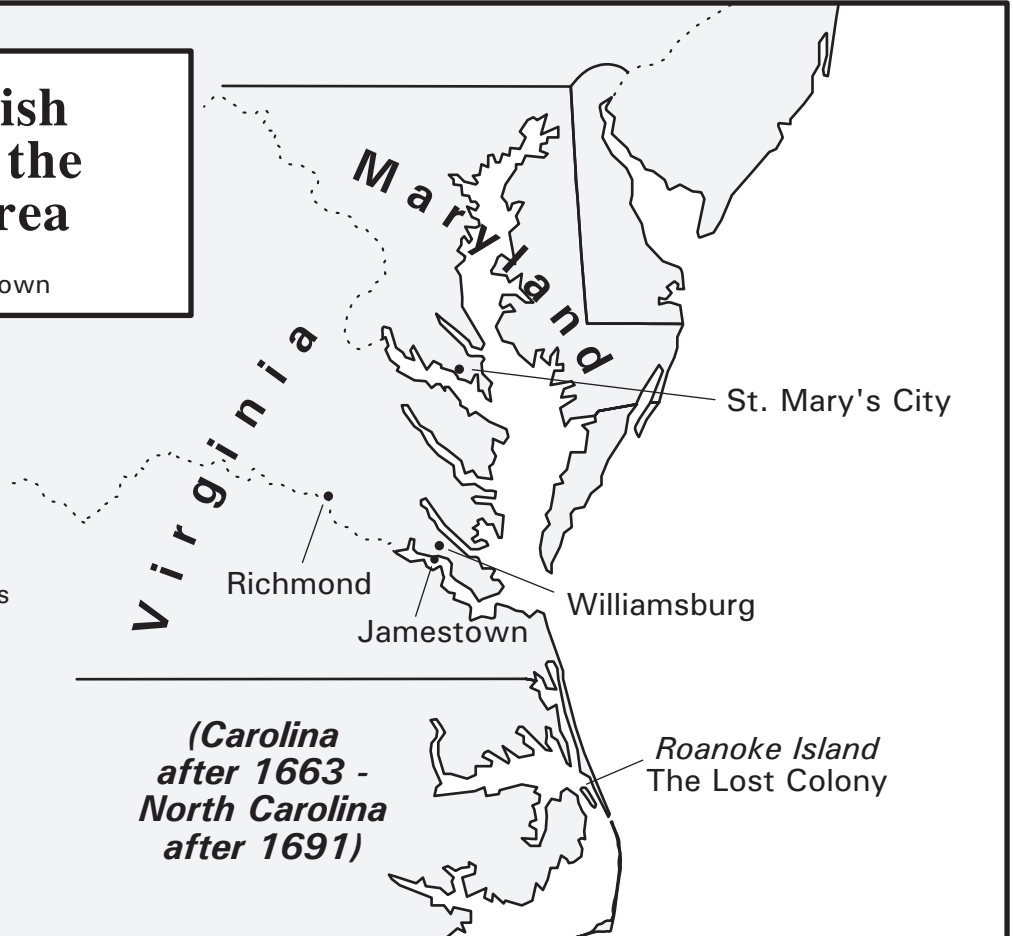 ish
the
rea
own
Maryland
Virginia
St. Mary's City
Richmond
Williamsburg
Jamestown
s
(Carolina
after 1663 -
North Carolina
after 1691)
Roanoke Island
The Lost Colony